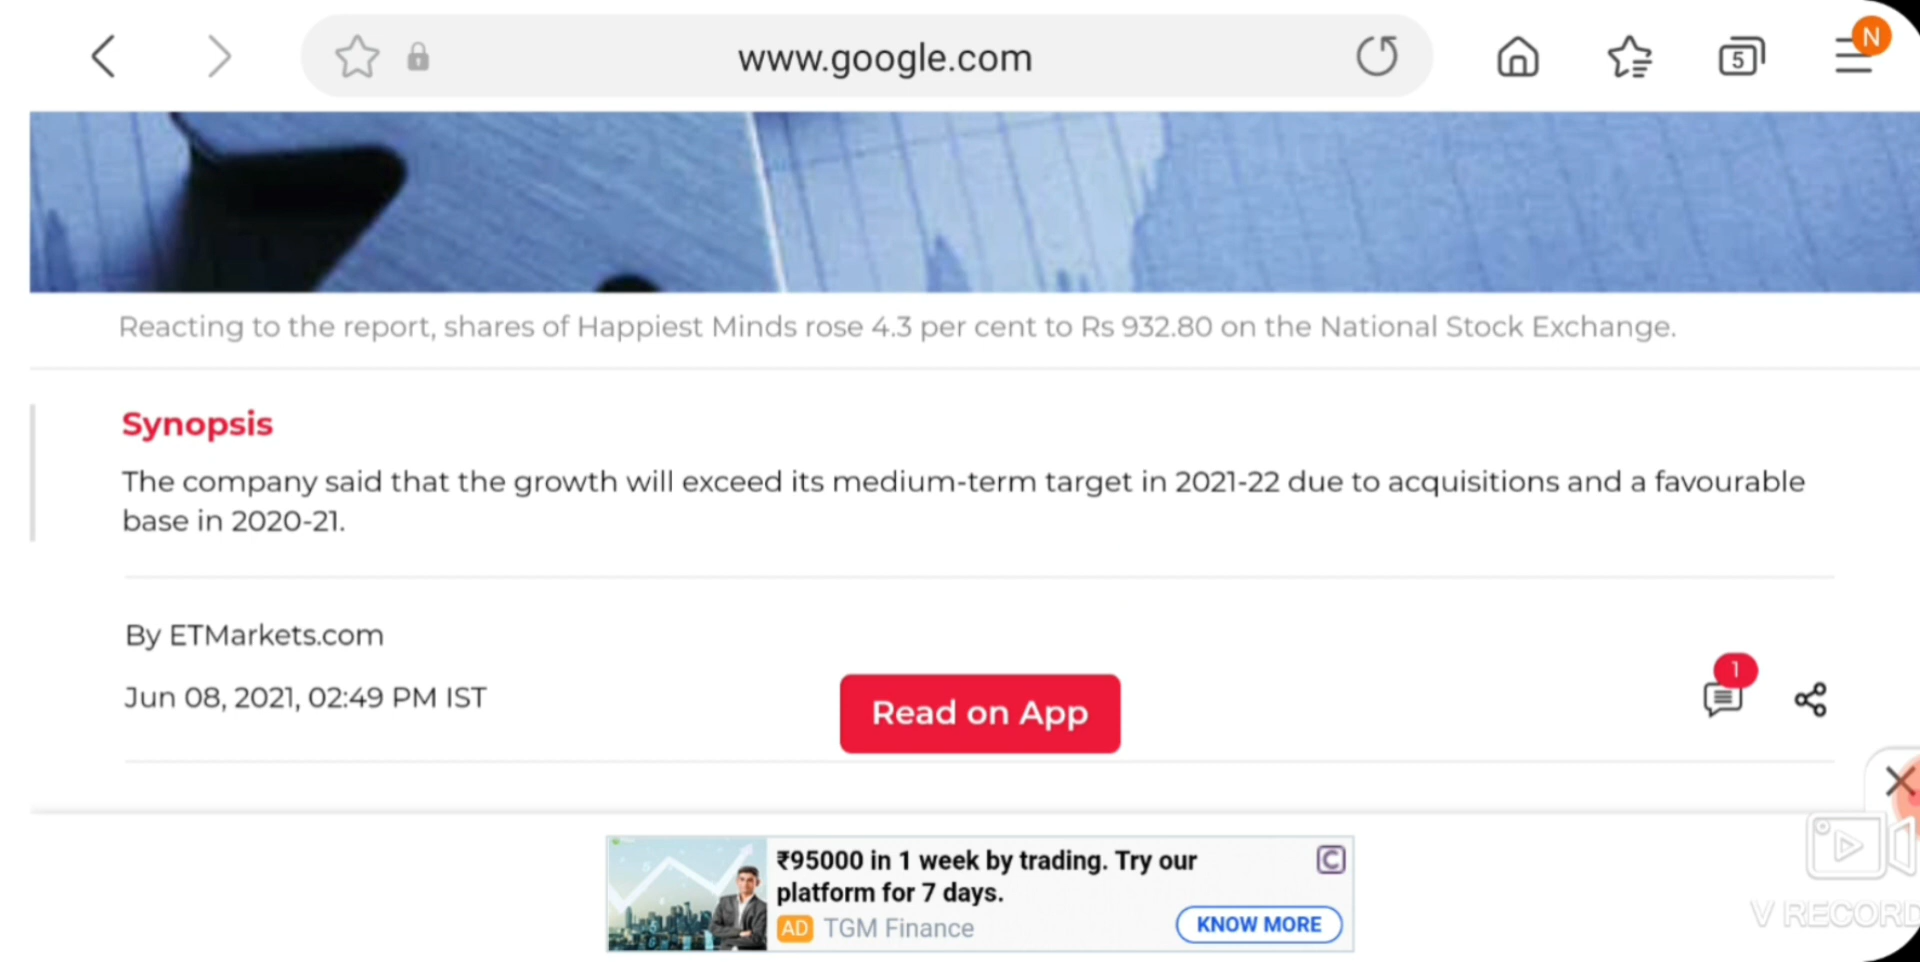 www.google.com
5
N
Reacting to the report, shares of Happiest Minds rose 4.3 per cent to Rs 932.80 on the National Stock Exchange.
Synopsis
The company said that the growth will exceed its medium-term target in 2021-22 due to acquisitions and a favourable
base in 2020-21.
By ETMarkets.com
Jun 08, 2021, 02:49 PM IST
Read on App
1
₹95000 in 1 week by trading. Try our
platform for 7 days.
AD TGM Finance
KNOW MORE
V RECORD